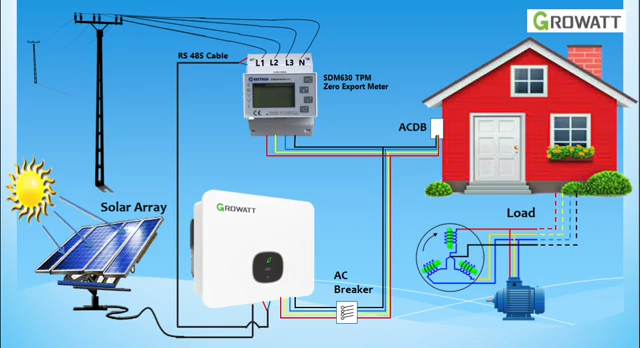 GROWATT
RS 485 Cable
L1 L2 L3 N
SDM630 TPM
Zero Export Meter
ACDB
Solar Array
GROWATT
Load
AC
Breaker